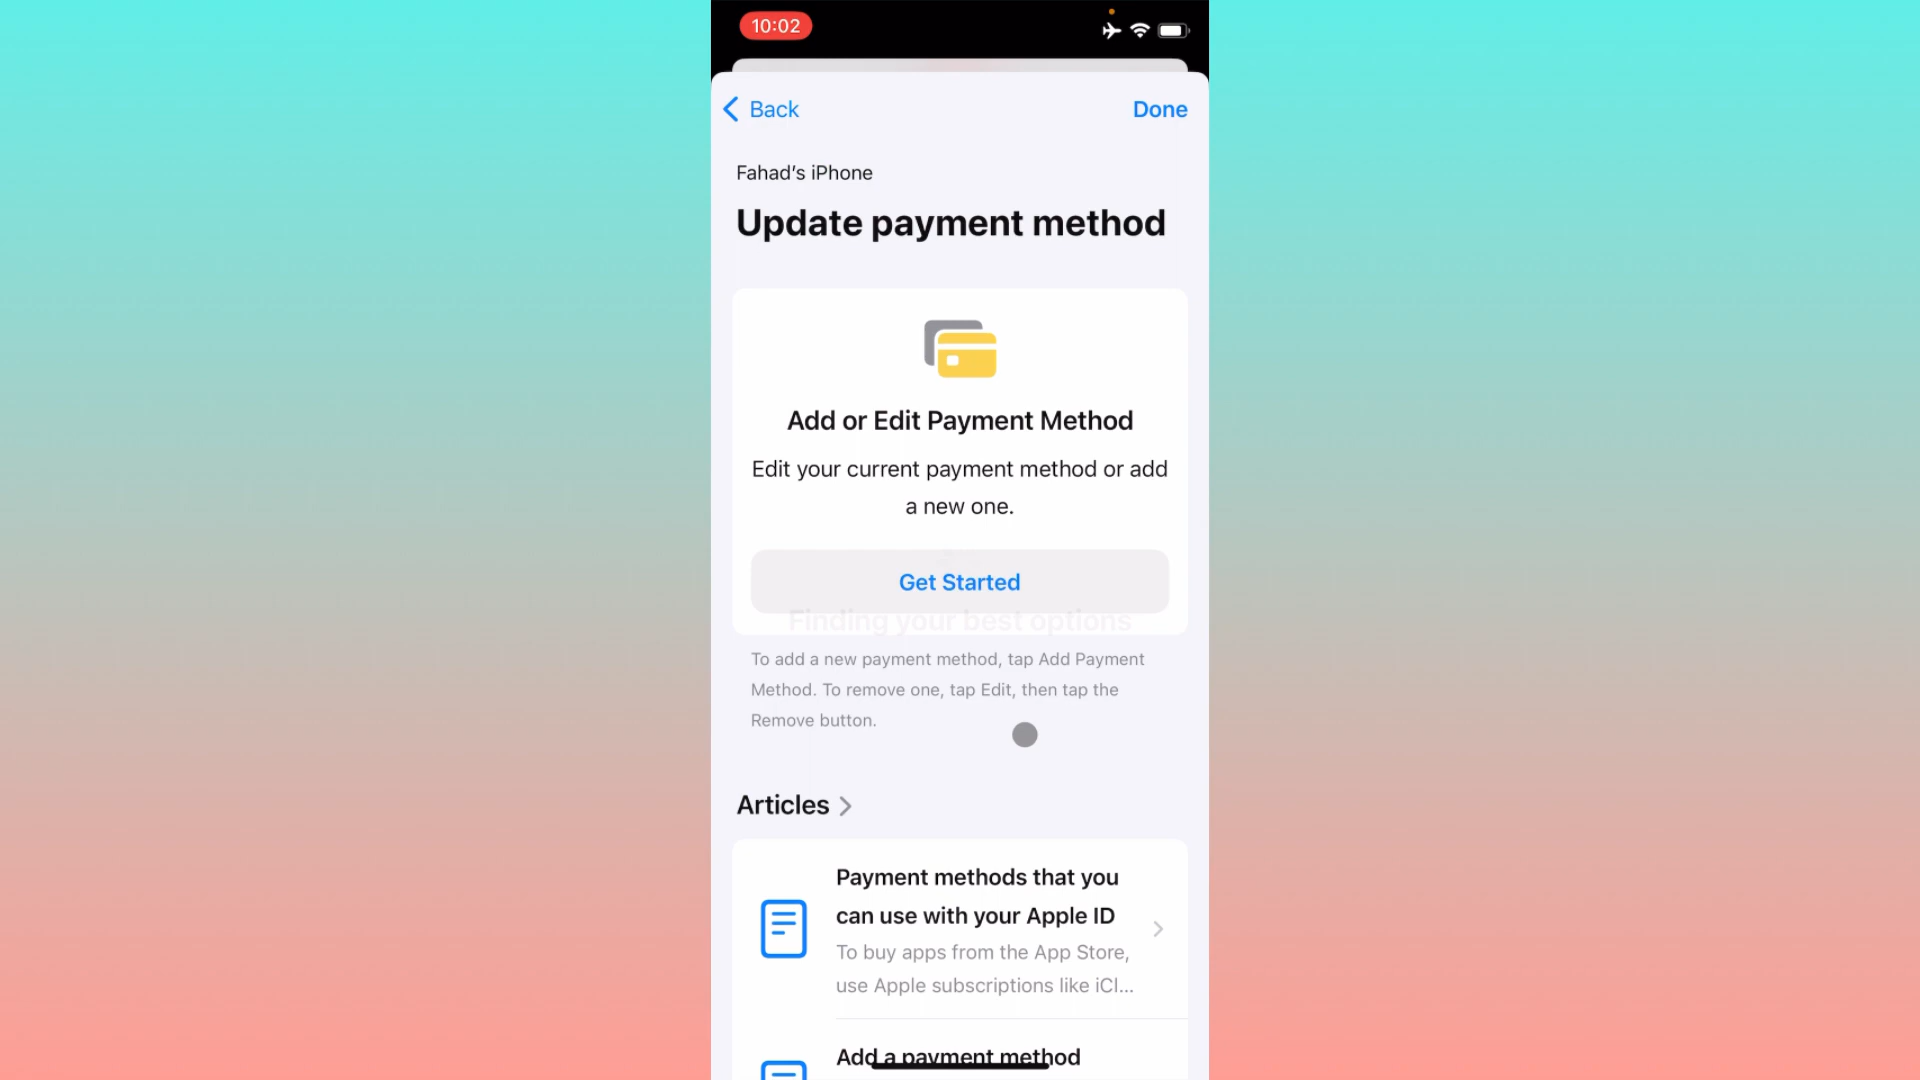 10:02
Back
Done
Fahad's iPhone
Update payment method
Add or Edit Payment Method
Edit your current payment method or add
a new one.
Get Started
Finding your best options
To add a new payment method, tap Add Payment
Method. To remove one, tap Edit, then tap the
Remove button.
Articles
Payment methods that you
can use with your Apple ID
To buy apps from the App Store,
use Apple subscriptions like iCl...
Add a payment method